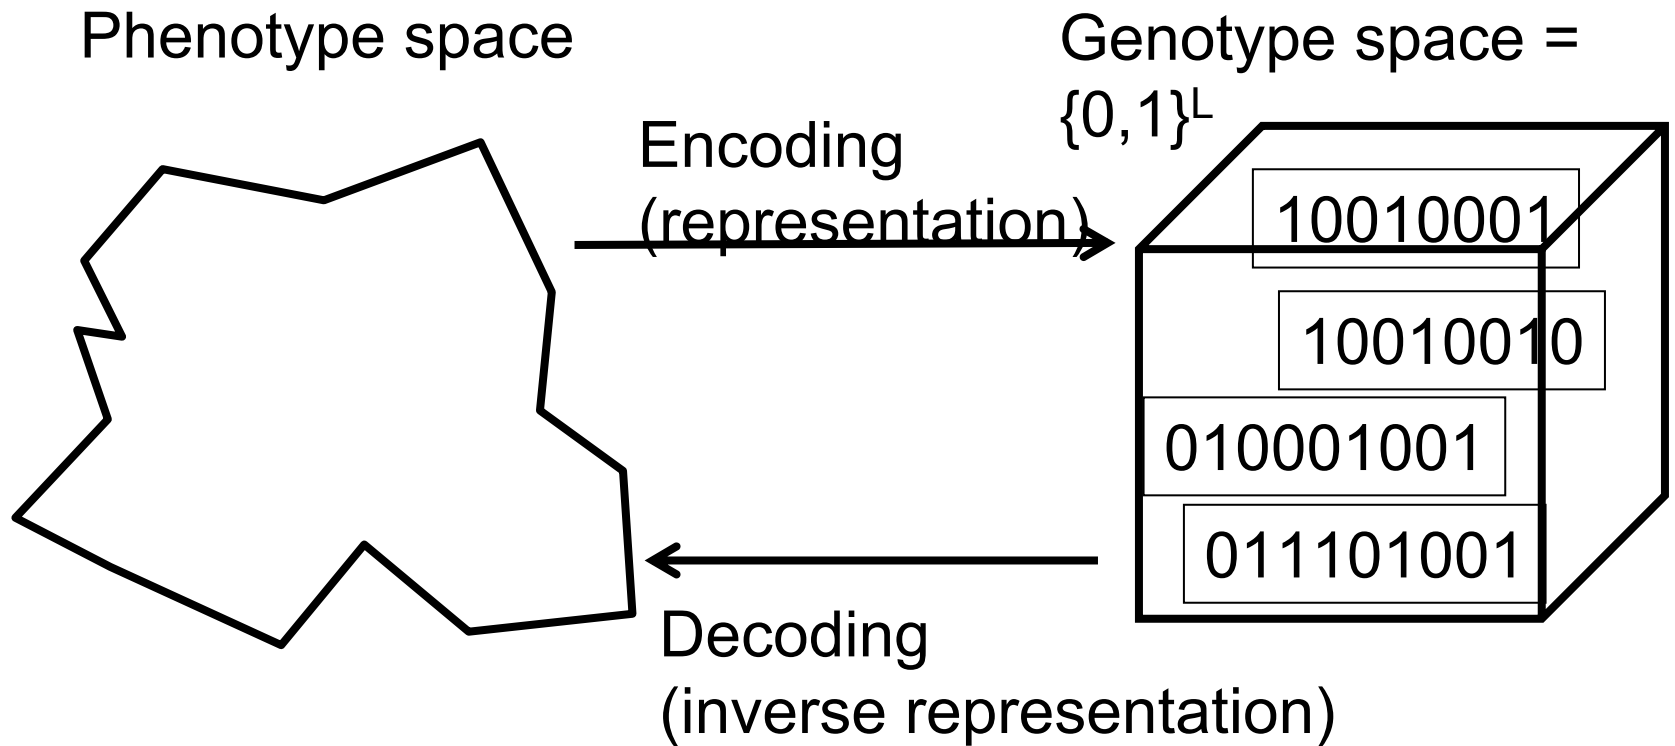 Phenotype space
Genotype space =
{0,1}ᴸ
Encoding
(representation)
10010001
10010010
010001001
011101001
Decoding
(inverse representation)